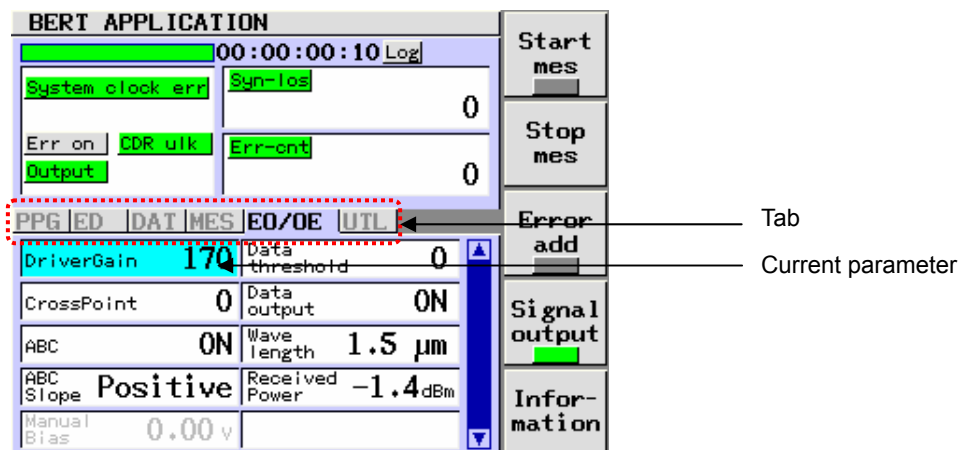 BERT APPLICATION
00:00:00:10 Log
System clock err
Syn-los
0
Err on CDR ulk
Output
Err-cnt
0
PPG ED DAT MES EO/OE UTL
DriverGain 170
Data threshold 0
CrossPoint 0
Data output ON
ABC ON
Wave length 1.5 μm
ABC Slope Positive
Received Power -1.4 dBm
Manual Bias 0.00 v
Start
mes
Stop
mes
Error
add
Signal
output
Infor-
mation
Tab
Current parameter